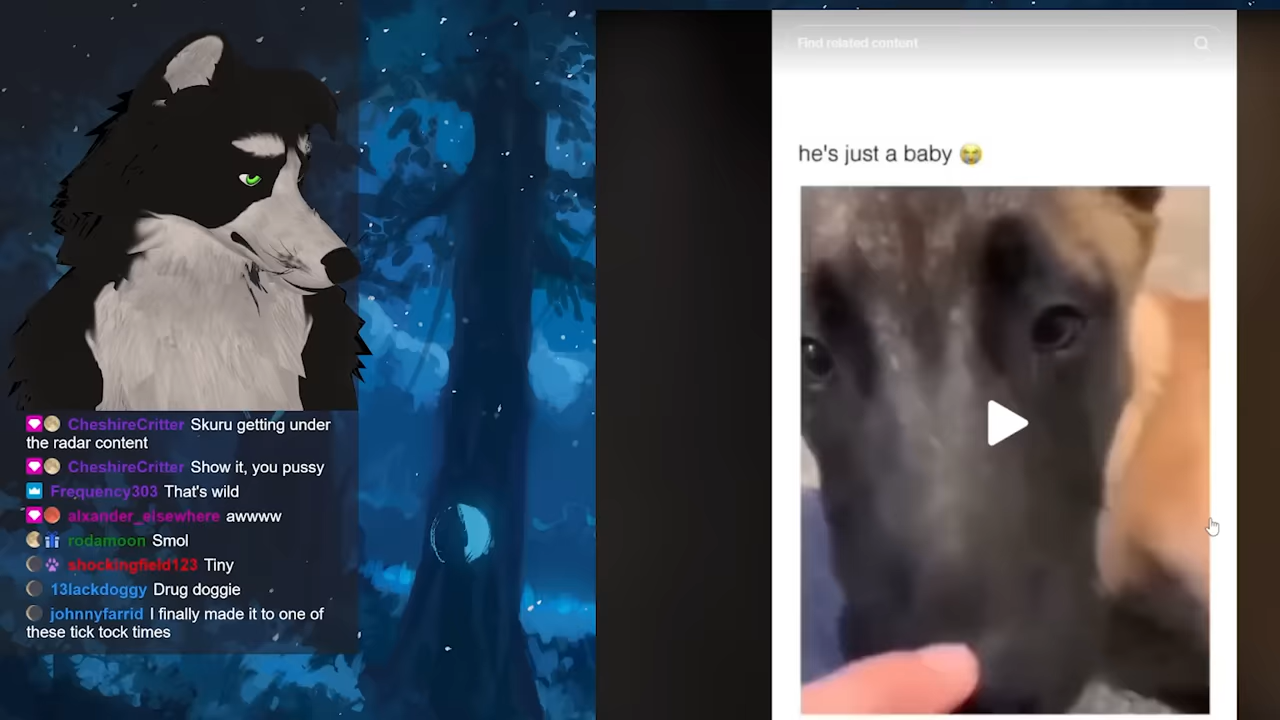 Find related content
he's just a baby 😭
CheshireCritter Skuru getting under
the radar content
CheshireCritter Show it, you pussy
Frequency303 That's wild
alxander_elsewhere awwww
rodamoon Smol
shockingfield123 Tiny
13lackdoggy Drug doggie
johnnyfarrid I finally made it to one of
these tick tock times